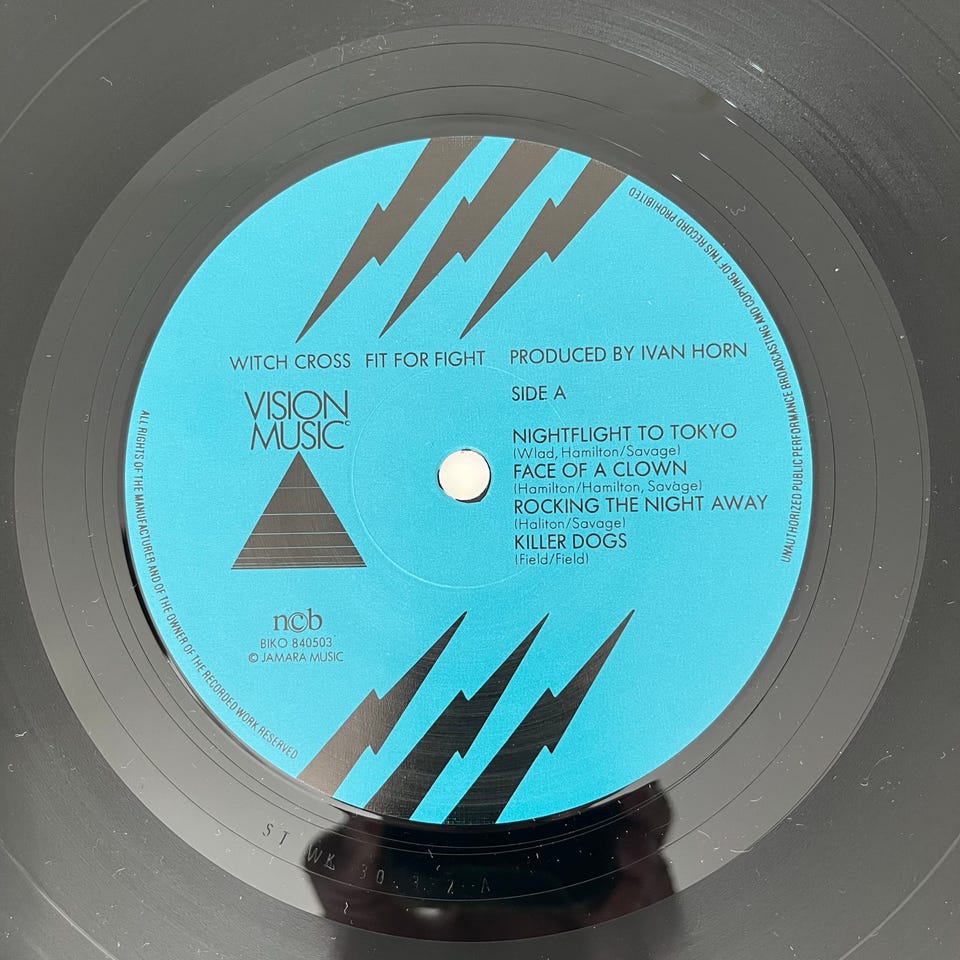 WITCH CROSS FIT FOR FIGHT PRODUCED BY IVAN HORN
VISION
MUSIC©
SIDE A
NIGHTFLIGHT TO TOKYO
(Wlad, Hamilton/Savage)
FACE OF A CLOWN
(Hamilton/Hamilton, Savage)
ROCKING THE NIGHT AWAY
(Haliton/Savage)
KILLER DOGS
(Field/Field)
n©b
BIKO 840503
© JAMARA MUSIC
ALL RIGHTS OF THE MANUFACTURER AND OF THE OWNER OF THE RECORDED WORK RESERVED
UNAUTHORIZED PUBLIC PERFORMANCE BROADCASTING AND COPYING OF THIS RECORD PROHIBITED